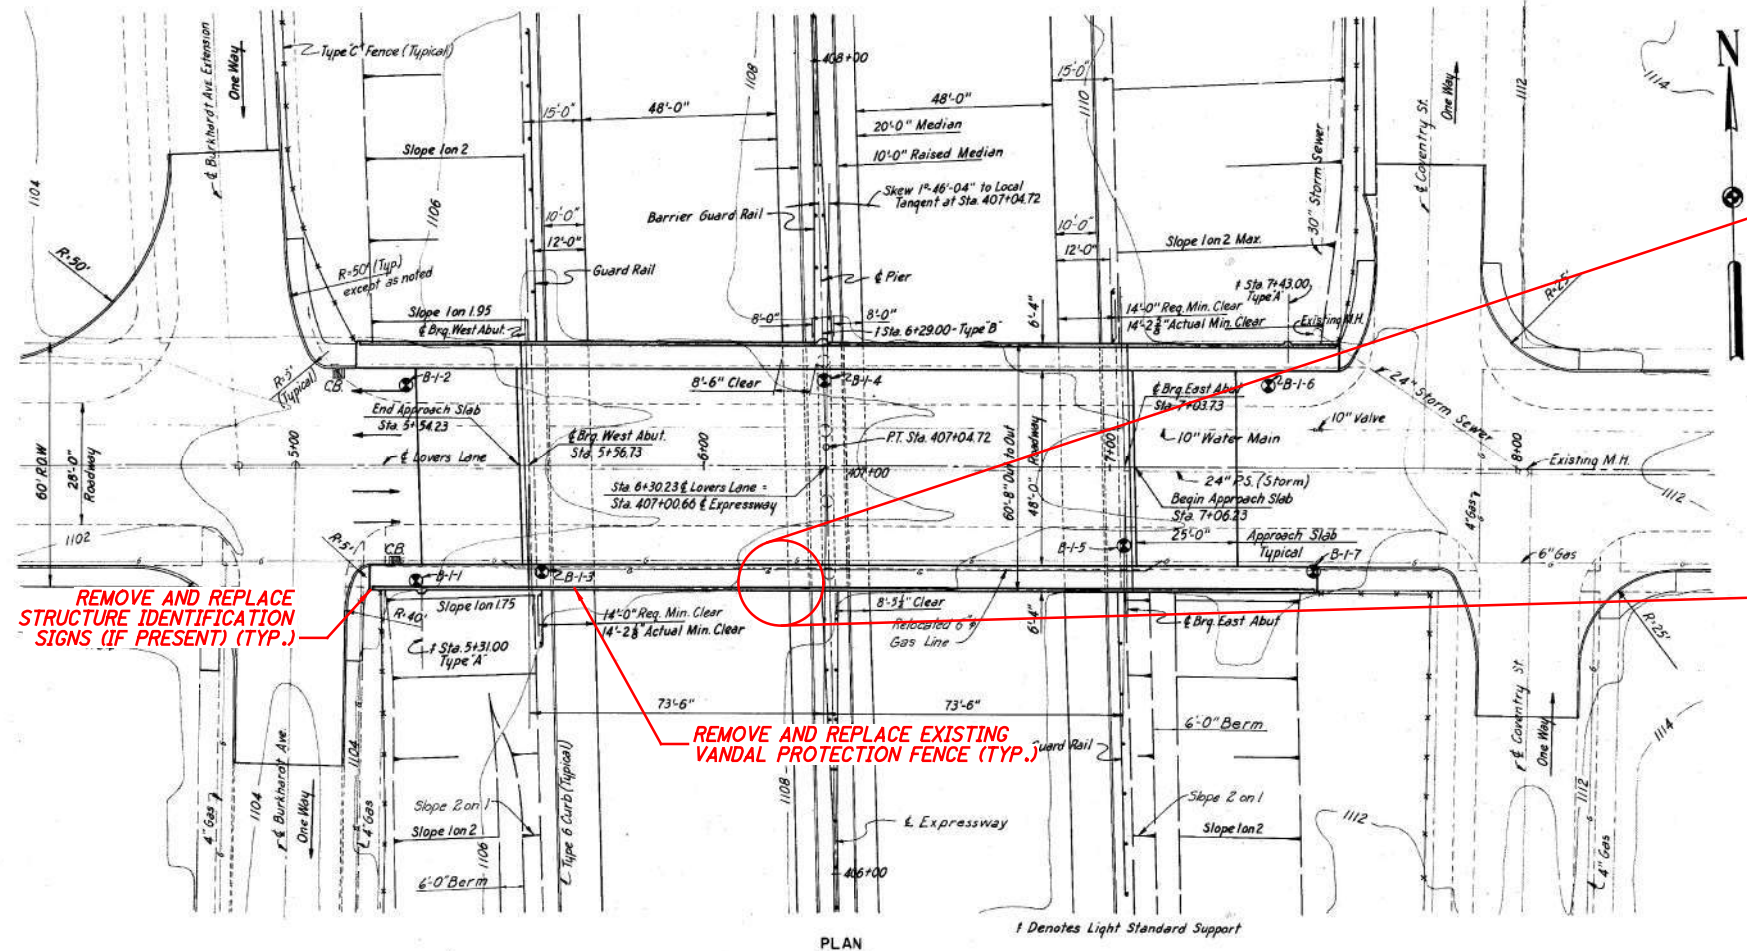 Type "C" Fence (Typical)
℄ Burkhardt Ave. Extension
One Way
1104
1106
Slope 1 on 2
15'-0"
48'-0"
1108
408+00
48'-0"
20'-0" Median
10'-0" Raised Median
Skew 1°-46'-04" to Local
Tangent at Sta. 407+04.72
15'-0"
1110
30" Storm Sewer
℄ Coventry St.
One Way
1112
1114
N
R=50'
R=50' (Typ.)
except as noted
10'-0"
12'-0"
Guard Rail
Barrier Guard Rail
℄ Pier
10'-0"
12'-0"
Slope 1 on 2 Max.
R=25'
Slope 1 on 1.95
℄ Brg. West Abut.
8'-0"
8'-0"
Sta. 6+29.00 - Type "B"
6'-4"
14'-0" Req. Min. Clear
14'-2⅝" Actual Min. Clear
Sta. 7+43.00
Type "A"
Existing M.H.
R=5'
(Typical)
C.B.
B-1-2
8'-6" Clear
B-1-4
℄ Brg. East Abut.
Sta. 7+03.73
B-1-6
24" Storm Sewer
60' R.O.W
28'-0"
Roadway
5+00
End Approach Slab
Sta. 5+54.23
℄ Lovers Lane
℄ Brg. West Abut.
Sta. 5+56.73
6+00
P.T. Sta. 407+04.72
407+00
Sta. 6+30.23 ℄ Lovers Lane =
Sta. 407+00.66 ℄ Expressway
60'-8" Out to Out
48'-0" Roadway
7+00
10" Water Main
10" Valve
24" P.S. (Storm)
Begin Approach Slab
Sta. 7+06.23
25'-0"
Approach Slab
Typical
8+00
Existing M.H.
4" Gas
1112
6" Gas
1102
R=5'
C.B.
B-1-1
B-1-3
B-1-5
B-1-7
REMOVE AND REPLACE
STRUCTURE IDENTIFICATION
SIGNS (IF PRESENT) (TYP.)
R=40'
Slope 1 on 1.75
Sta. 5+31.00
Type "A"
14'-0" Req. Min. Clear
14'-2⅛" Actual Min. Clear
8'-5½" Clear
Relocated 6"
Gas Line
6'-4"
℄ Brg. East Abut
R=25'
73'-6"
73'-6"
REMOVE AND REPLACE EXISTING
VANDAL PROTECTION FENCE (TYP.)
Guard Rail
6'-0" Berm
℄ Coventry St.
One Way
1114
4" Gas
1104
℄ Burkhardt Ave.
One Way
1104
4" Gas
Slope 2 on 1
Slope 1 on 2
1106
6'-0" Berm
Type 6 Curb (Typical)
1108
℄ Expressway
406+00
Slope 2 on 1
Slope 1 on 2
1112
1112
4" Gas
Denotes Light Standard Support
PLAN